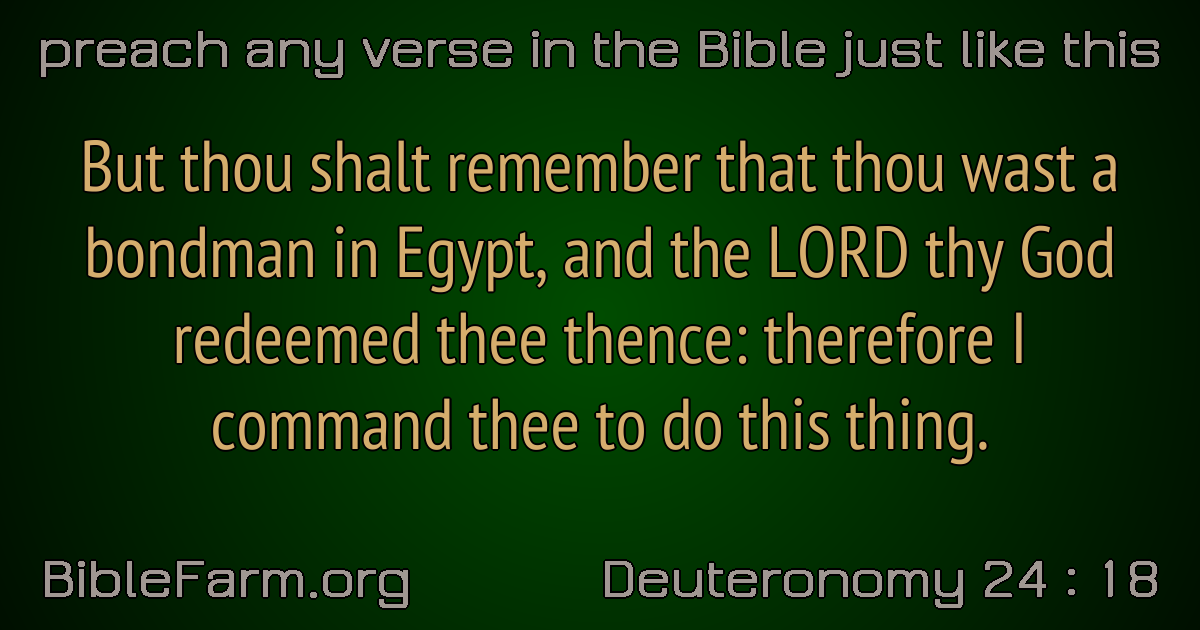 preach any verse in the Bible just like this
But thou shalt remember that thou wast a
bondman in Egypt, and the LORD thy God
redeemed thee thence: therefore I
command thee to do this thing.
BibleFarm.org
Deuteronomy 24 : 18